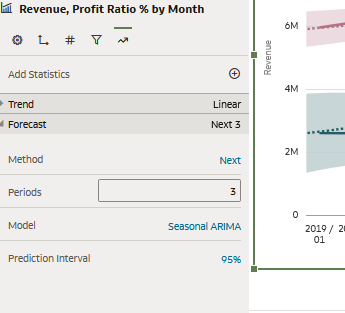 Revenue, Profit Ratio % by Month
#
Add Statistics
Trend Linear
Forecast Next 3
Method Next
Periods 3
Model Seasonal ARIMA
Prediction Interval 95%
Revenue
6M
4M
2M
0
2019 / 20
01